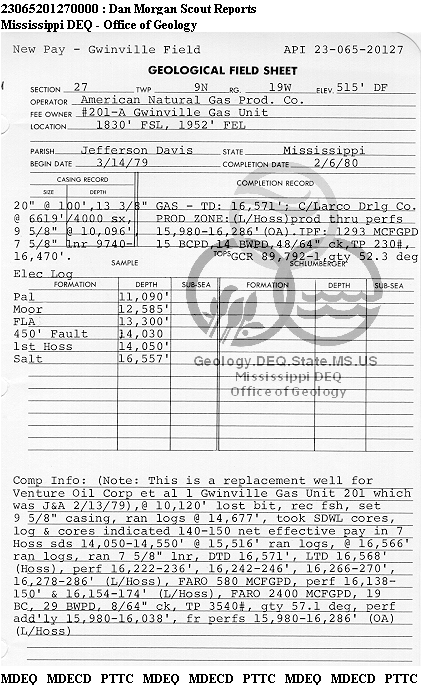 23065201270000 : Dan Morgan Scout Reports
Mississippi DEQ - Office of Geology
New Pay - Gwinville Field API 23-065-20127
GEOLOGICAL FIELD SHEET
SECTION 27 TWP 9N RG. 19W ELEV. 515' DF
OPERATOR American Natural Gas Prod. Co.
FEE OWNER #201-A Gwinville Gas Unit
LOCATION 1830' FSL, 1952' FEL
PARISH Jefferson Davis STATE Mississippi
BEGIN DATE 3/14/79 COMPLETION DATE 2/6/80
CASING RECORD COMPLETION RECORD
SIZE DEPTH
20" @ 100',13 3/8" GAS - TD: 16,571'; C/Larco Drlg Co.
@ 6619'/4000 sx, PROD ZONE: (L/Hoss)prod thru perfs
9 5/8" @ 10,096', 15,980-16,286'(OA).IPF: 1293 MCFGPD
7 5/8" lnr 9740- 15 BCPD,14 BWPD,48/64" ck,TP 230#,
16,470'. TOPS GCR 89,792-1,gty 52.3 deg
SAMPLE SCHLUMBERGER
Elec Log
FORMATION DEPTH SUB-SEA FORMATION DEPTH SUB-SEA
Pal 11,090'
Moor 12,585'
FLA 13,300'
450' Fault 14,030
1st Hoss 14,050'
Salt 16,557'
Geology.DEQ.State.MS.US
Mississippi DEQ
Office of Geology
Comp Info: (Note: This is a replacement well for
Venture Oil Corp et al 1 Gwinville Gas Unit 201 which
was J&A 2/13/79),@ 10,120' lost bit, rec fsh, set
9 5/8" casing, ran logs @ 14,677', took SDWL cores,
log & cores indicated 140-150 net effective pay in 7
Hoss sds 14,050-14,550' @ 15,516' ran logs, @ 16,566'
ran logs, ran 7 5/8" lnr, DTD 16,571', LTD 16,568'
(Hoss), perf 16,222-236', 16,242-246', 16,266-270',
16,278-286' (L/Hoss), FARO 580 MCFGPD, perf 16,138-
150' & 16,154-174' (L/Hoss), FARO 2400 MCFGPD, 19
BC, 29 BWPD, 8/64" ck, TP 3540#, gty 57.1 deg, perf
add'ly 15,980-16,038', fr perfs 15,980-16,286' (OA)
(L/Hoss)
MDEQ MDECD PTTC MDEQ MDECD PTTC MDEQ MDECD PTTC